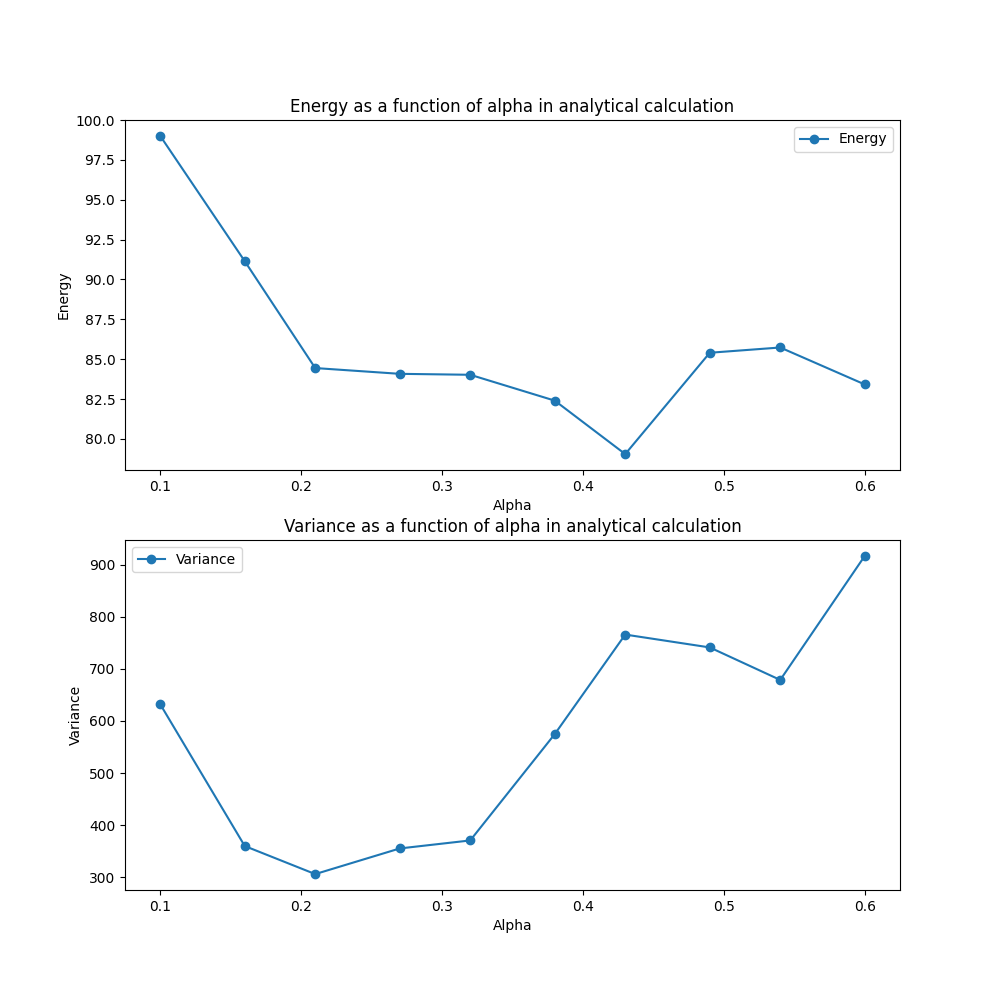 Energy as a function of alpha in analytical calculation
100.0
97.5
95.0
92.5
90.0
87.5
85.0
82.5
80.0
Energy
Energy
0.1 0.2 0.3 0.4 0.5 0.6
Alpha
Variance as a function of alpha in analytical calculation
900
800
700
600
500
400
300
Variance
Variance
0.1 0.2 0.3 0.4 0.5 0.6
Alpha